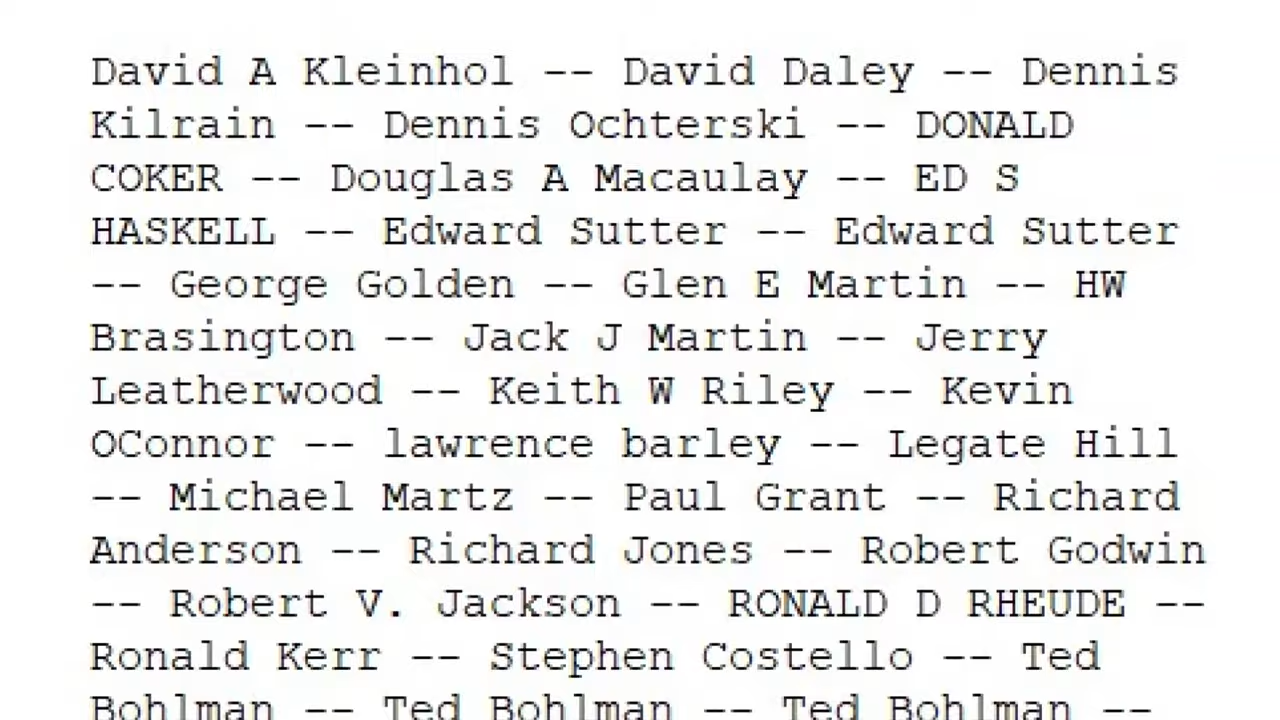 David A Kleinhol -- David Daley -- Dennis
Kilrain -- Dennis Ochterski -- DONALD
COKER -- Douglas A Macaulay -- ED S
HASKELL -- Edward Sutter -- Edward Sutter
-- George Golden -- Glen E Martin -- HW
Brasington -- Jack J Martin -- Jerry
Leatherwood -- Keith W Riley -- Kevin
OConnor -- lawrence barley -- Legate Hill
-- Michael Martz -- Paul Grant -- Richard
Anderson -- Richard Jones -- Robert Godwin
-- Robert V. Jackson -- RONALD D RHEUDE --
Ronald Kerr -- Stephen Costello -- Ted
Bohlman -- Ted Bohlman -- Ted Bohlman --